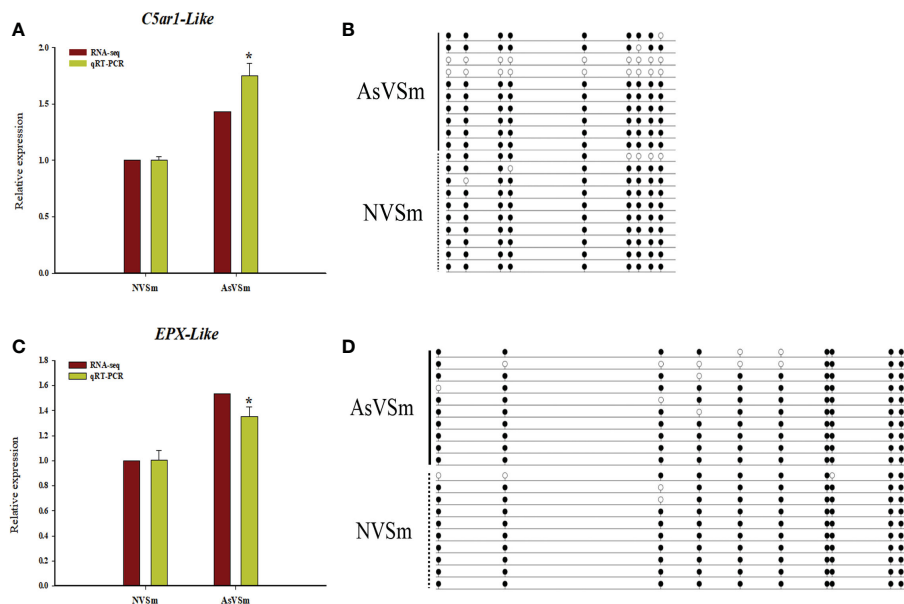 C5ar1-Like
A
RNA-seq
qRT-PCR
Relative expression
2.0
1.5
1.0
0.5
0.0
*
NVSm
AsVSm
B
AsVSm
NVSm
EPX-Like
C
RNA-seq
qRT-PCR
Relative expression
1.8
1.6
1.4
1.2
1.0
0.8
0.6
0.4
0.2
0.0
*
NVSm
AsVSm
D
AsVSm
NVSm